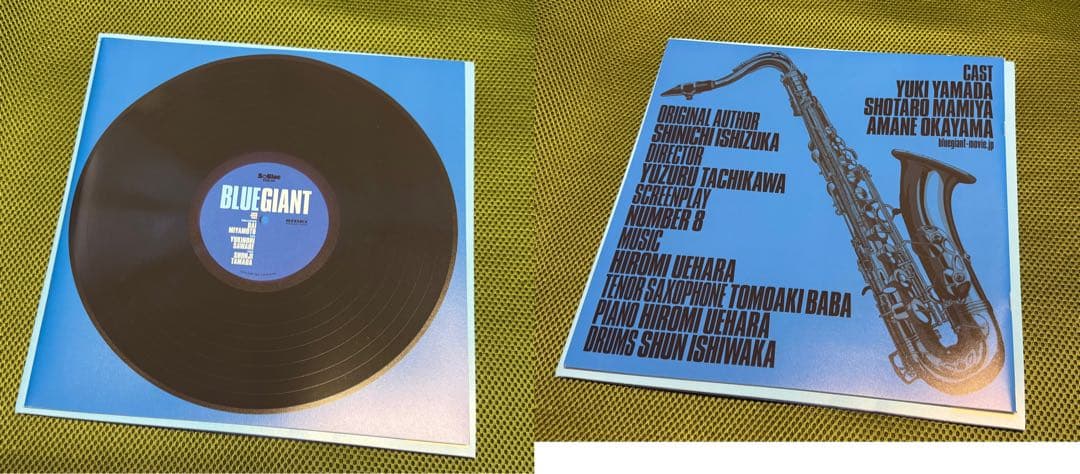 BLUE GIANT
DAI
MIYAMOTO
YUKINORI
SAWABE
SHUNJI
TAMADA
CAST
YUKI YAMADA
SHOTARO MAMIYA
AMANE OKAYAMA
bluegiant-movie.jp
ORIGINAL AUTHOR
SHINICHI ISHIZUKA
DIRECTOR
YUZURU TACHIKAWA
SCREENPLAY
NUMBER 8
MUSIC
HIROMI UEHARA
TENOR SAXOPHONE TOMOAKI BABA
PIANO HIROMI UEHARA
DRUMS SHUN ISHIWAKA